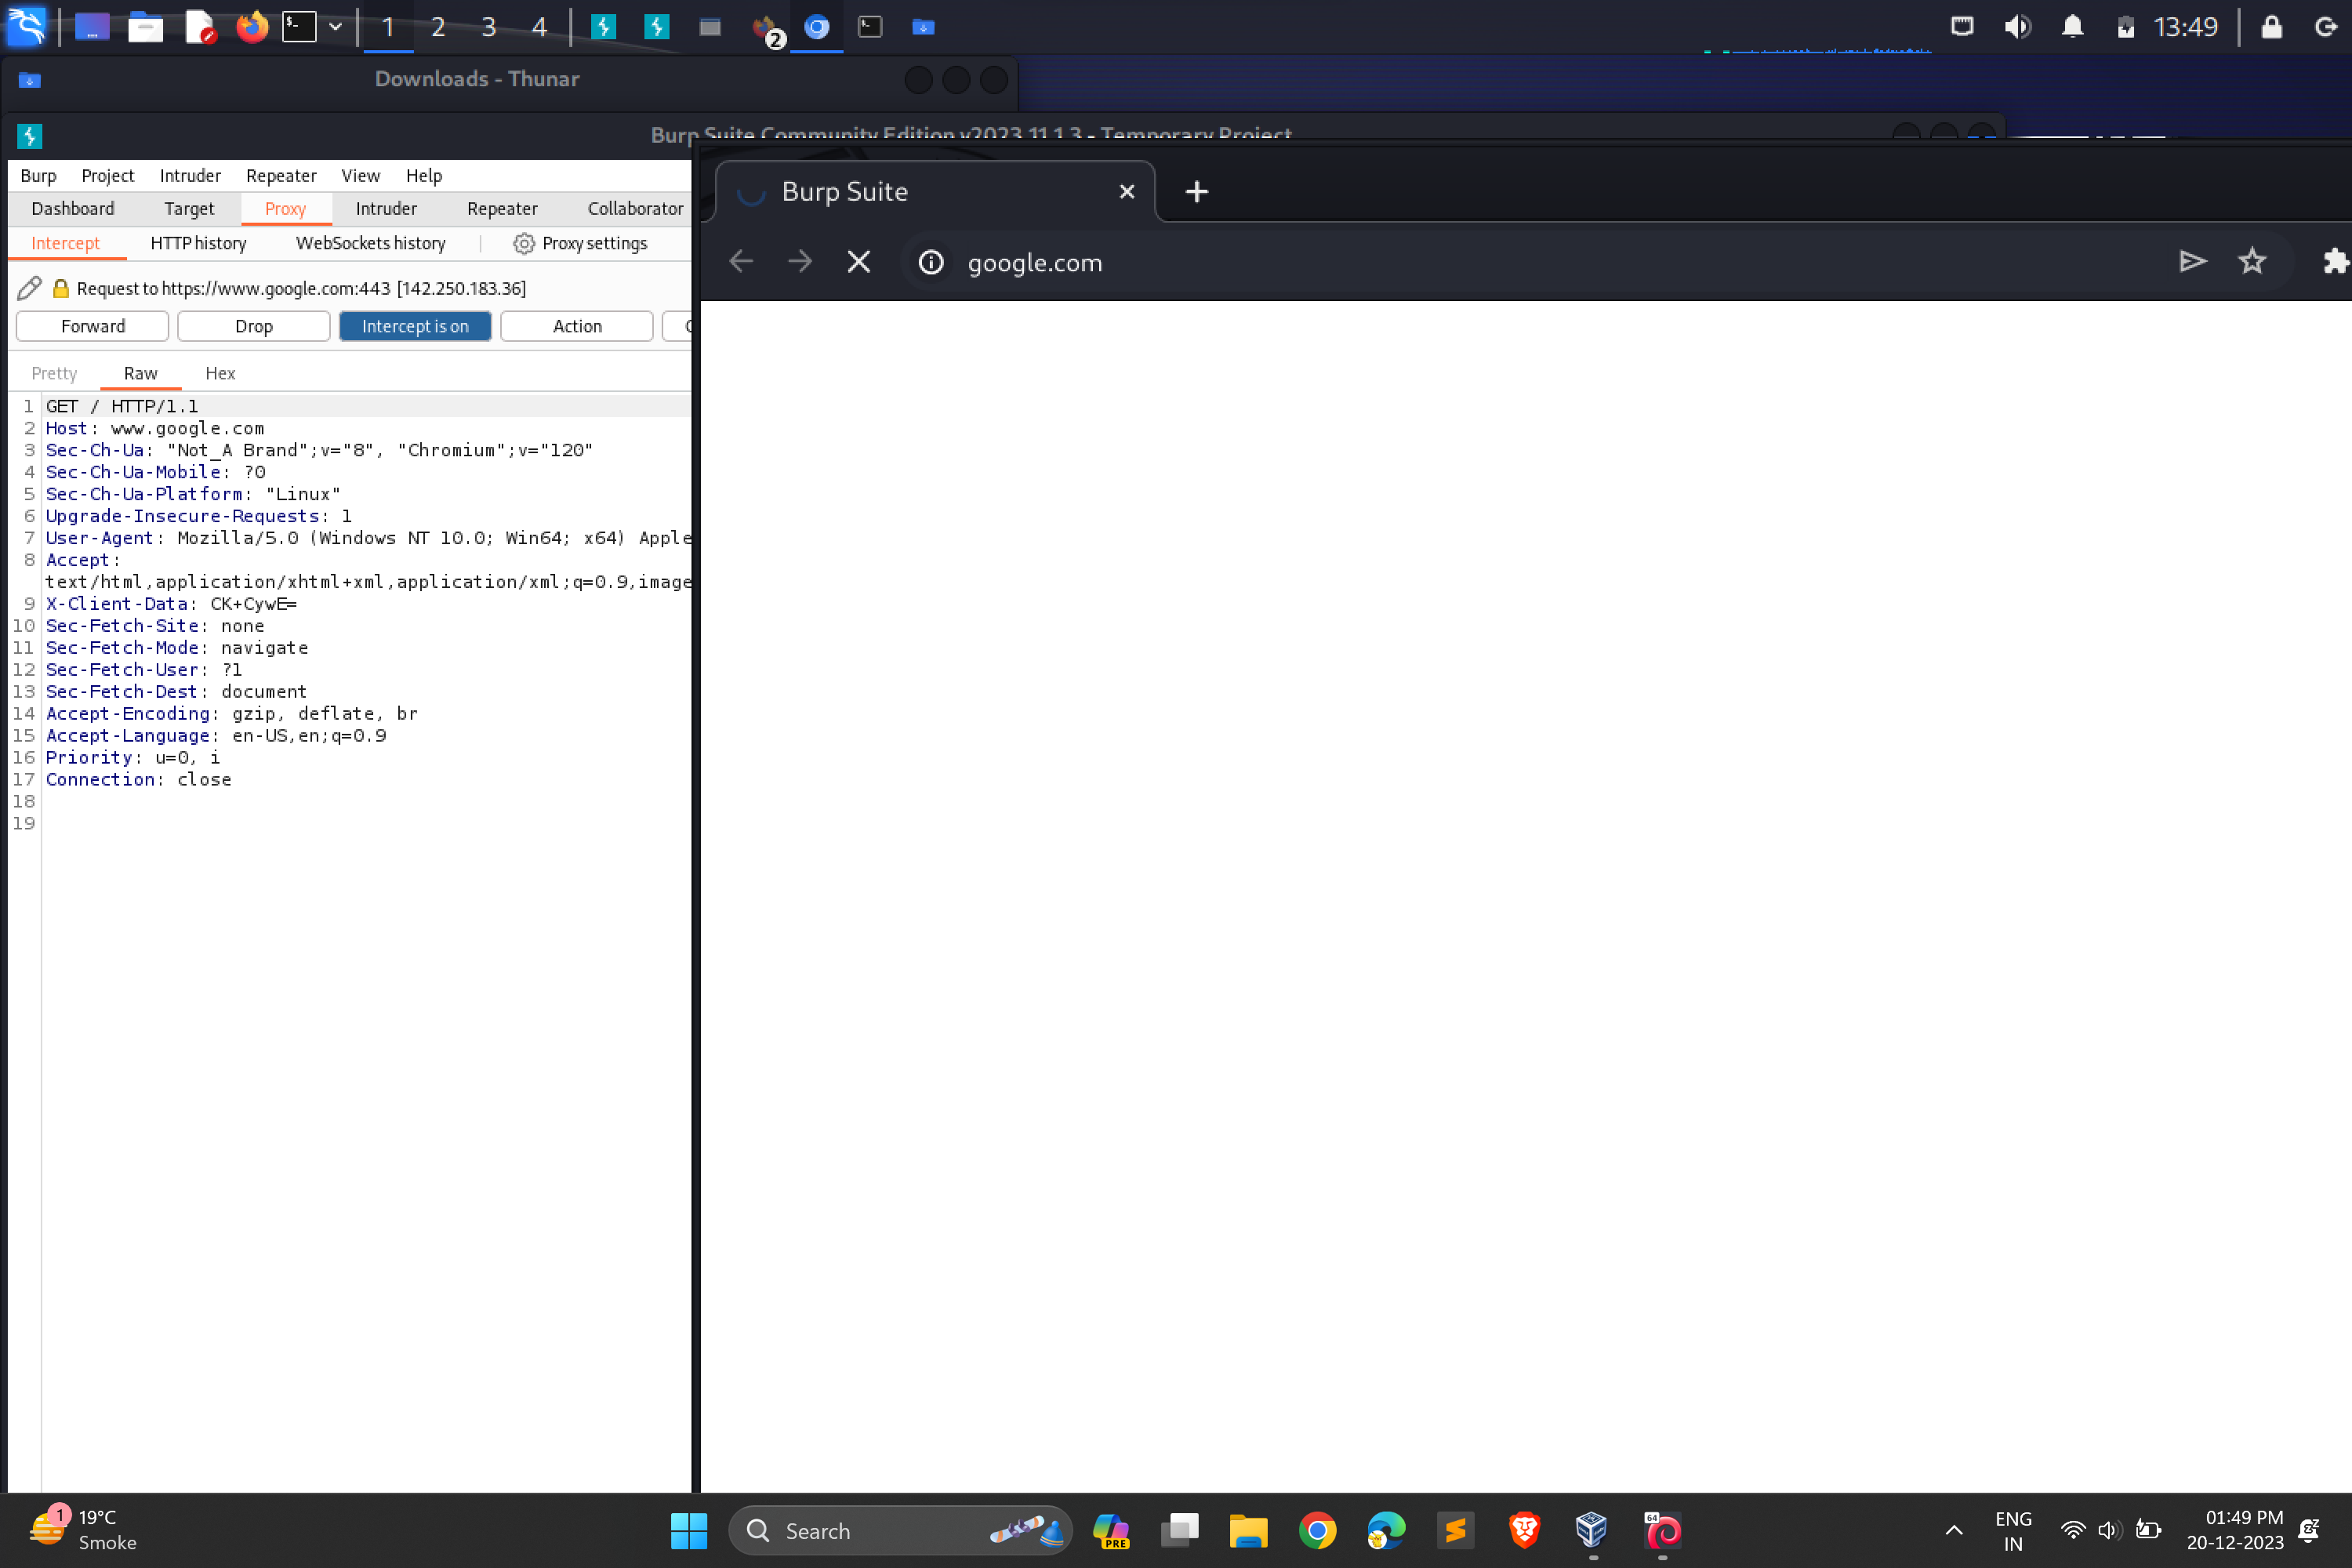 1 2 3 4 2 13:49
Downloads - Thunar
Burp Suite Community Edition v2023.11.1.3 - Temporary Project
Burp Project Intruder Repeater View Help
Dashboard Target Proxy Intruder Repeater Collaborator
Intercept HTTP history WebSockets history Proxy settings
Request to https://www.google.com:443 [142.250.183.36]
Forward Drop Intercept is on Action
Pretty Raw Hex
1 GET / HTTP/1.1
2 Host: www.google.com
3 Sec-Ch-Ua: "Not_A Brand";v="8", "Chromium";v="120"
4 Sec-Ch-Ua-Mobile: ?0
5 Sec-Ch-Ua-Platform: "Linux"
6 Upgrade-Insecure-Requests: 1
7 User-Agent: Mozilla/5.0 (Windows NT 10.0; Win64; x64) Apple
8 Accept:
text/html,application/xhtml+xml,application/xml;q=0.9,image
9 X-Client-Data: CK+CywE=
10 Sec-Fetch-Site: none
11 Sec-Fetch-Mode: navigate
12 Sec-Fetch-User: ?1
13 Sec-Fetch-Dest: document
14 Accept-Encoding: gzip, deflate, br
15 Accept-Language: en-US,en;q=0.9
16 Priority: u=0, i
17 Connection: close
18
19
Burp Suite
google.com
1 19°C
Smoke
Search
PRE
64
ENG
IN
01:49 PM
20-12-2023